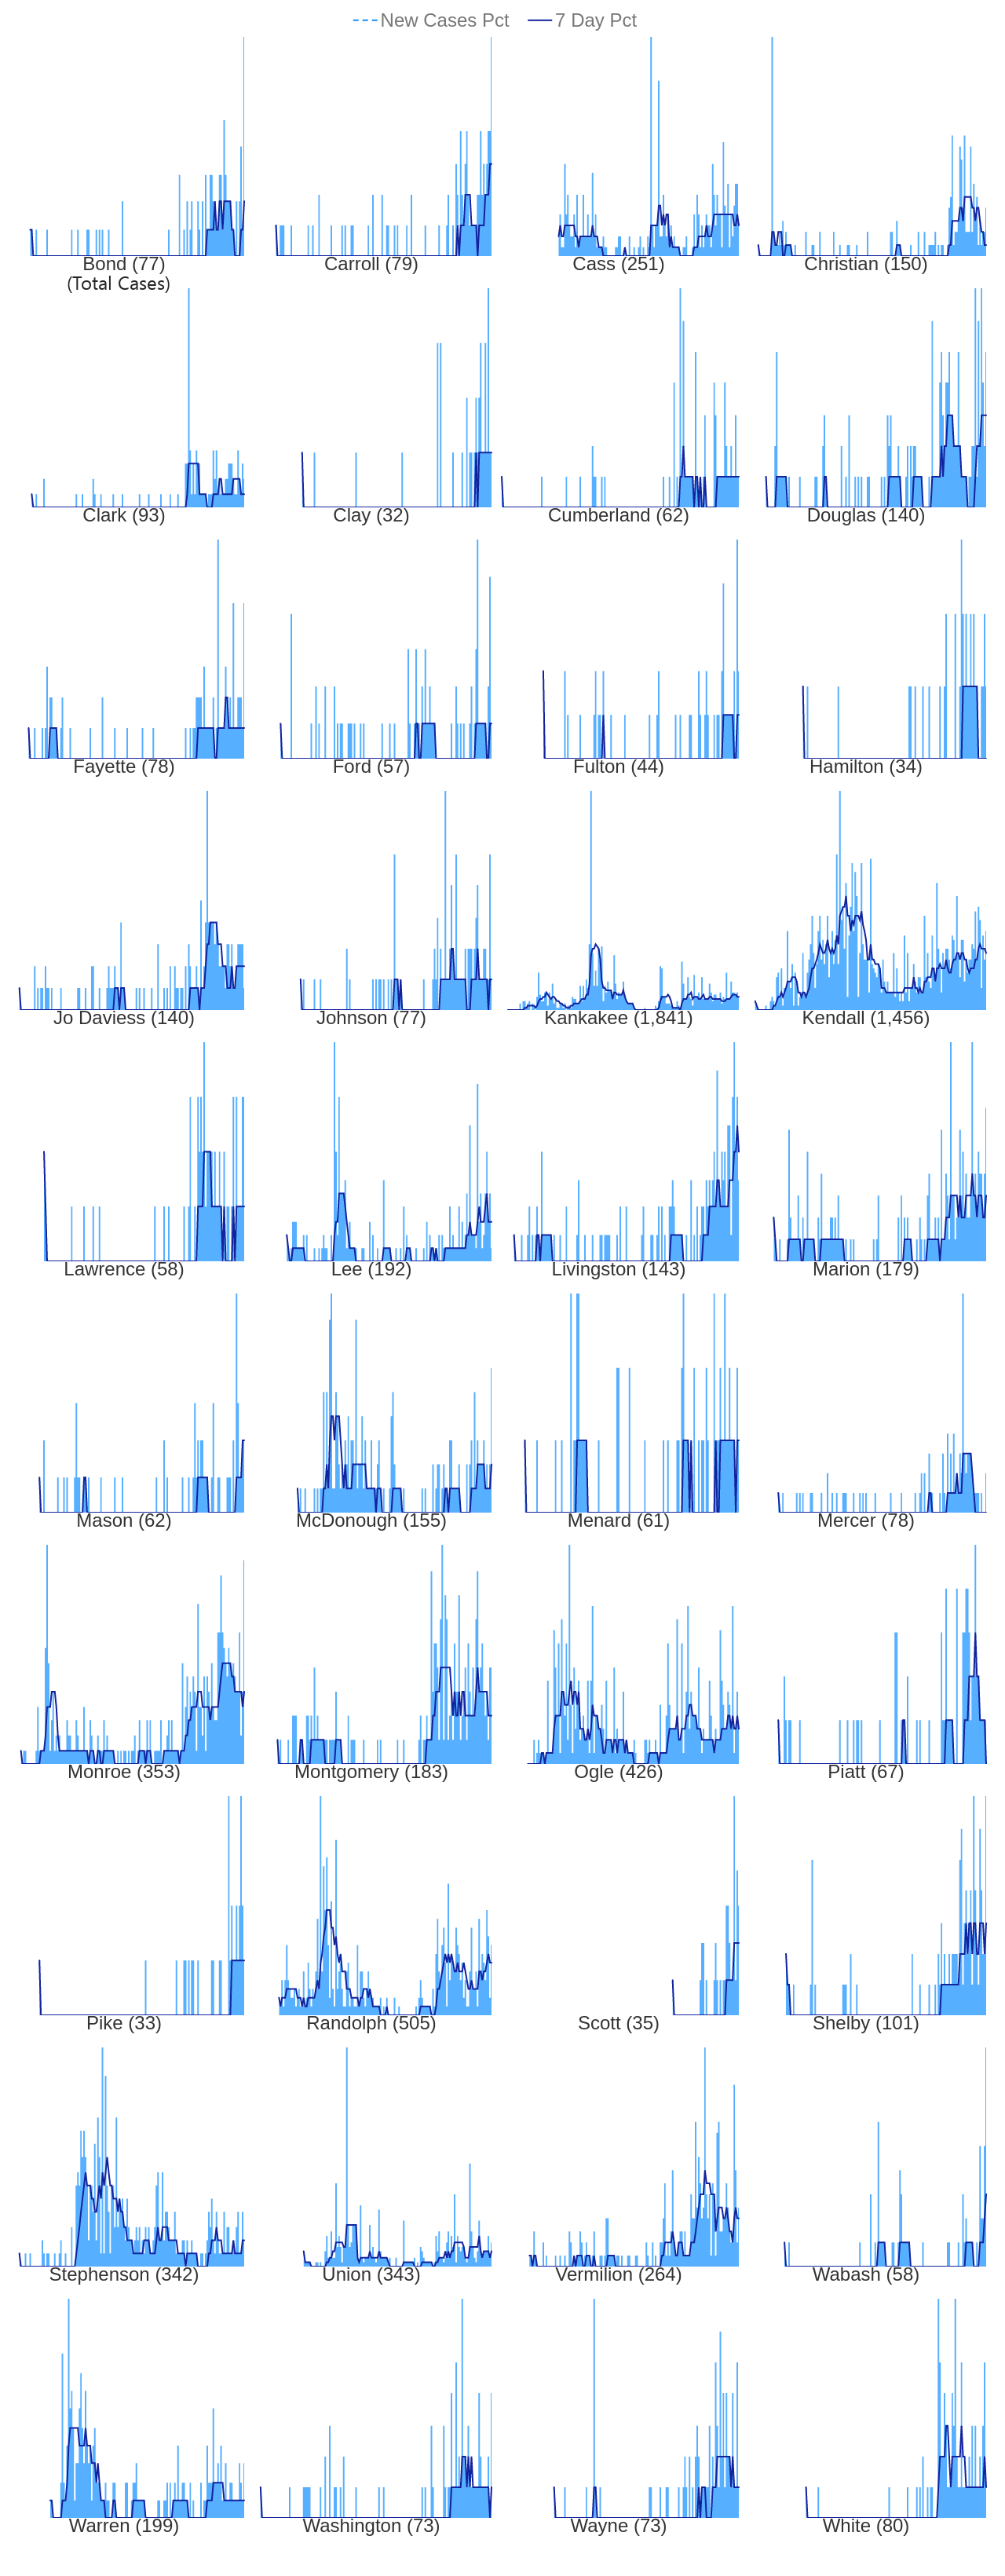 New Cases Pct 7 Day Pct
Bond (77) Carroll (79) Cass (251) Christian (150)
(Total Cases)
Clark (93) Clay (32) Cumberland (62) Douglas (140)
Fayette (78) Ford (57) Fulton (44) Hamilton (34)
Jo Daviess (140) Johnson (77) Kankakee (1,841) Kendall (1,456)
Lawrence (58) Lee (192) Livingston (143) Marion (179)
Mason (62) McDonough (155) Menard (61) Mercer (78)
Monroe (353) Montgomery (183) Ogle (426) Piatt (67)
Pike (33) Randolph (505) Scott (35) Shelby (101)
Stephenson (342) Union (343) Vermilion (264) Wabash (58)
Warren (199) Washington (73) Wayne (73) White (80)